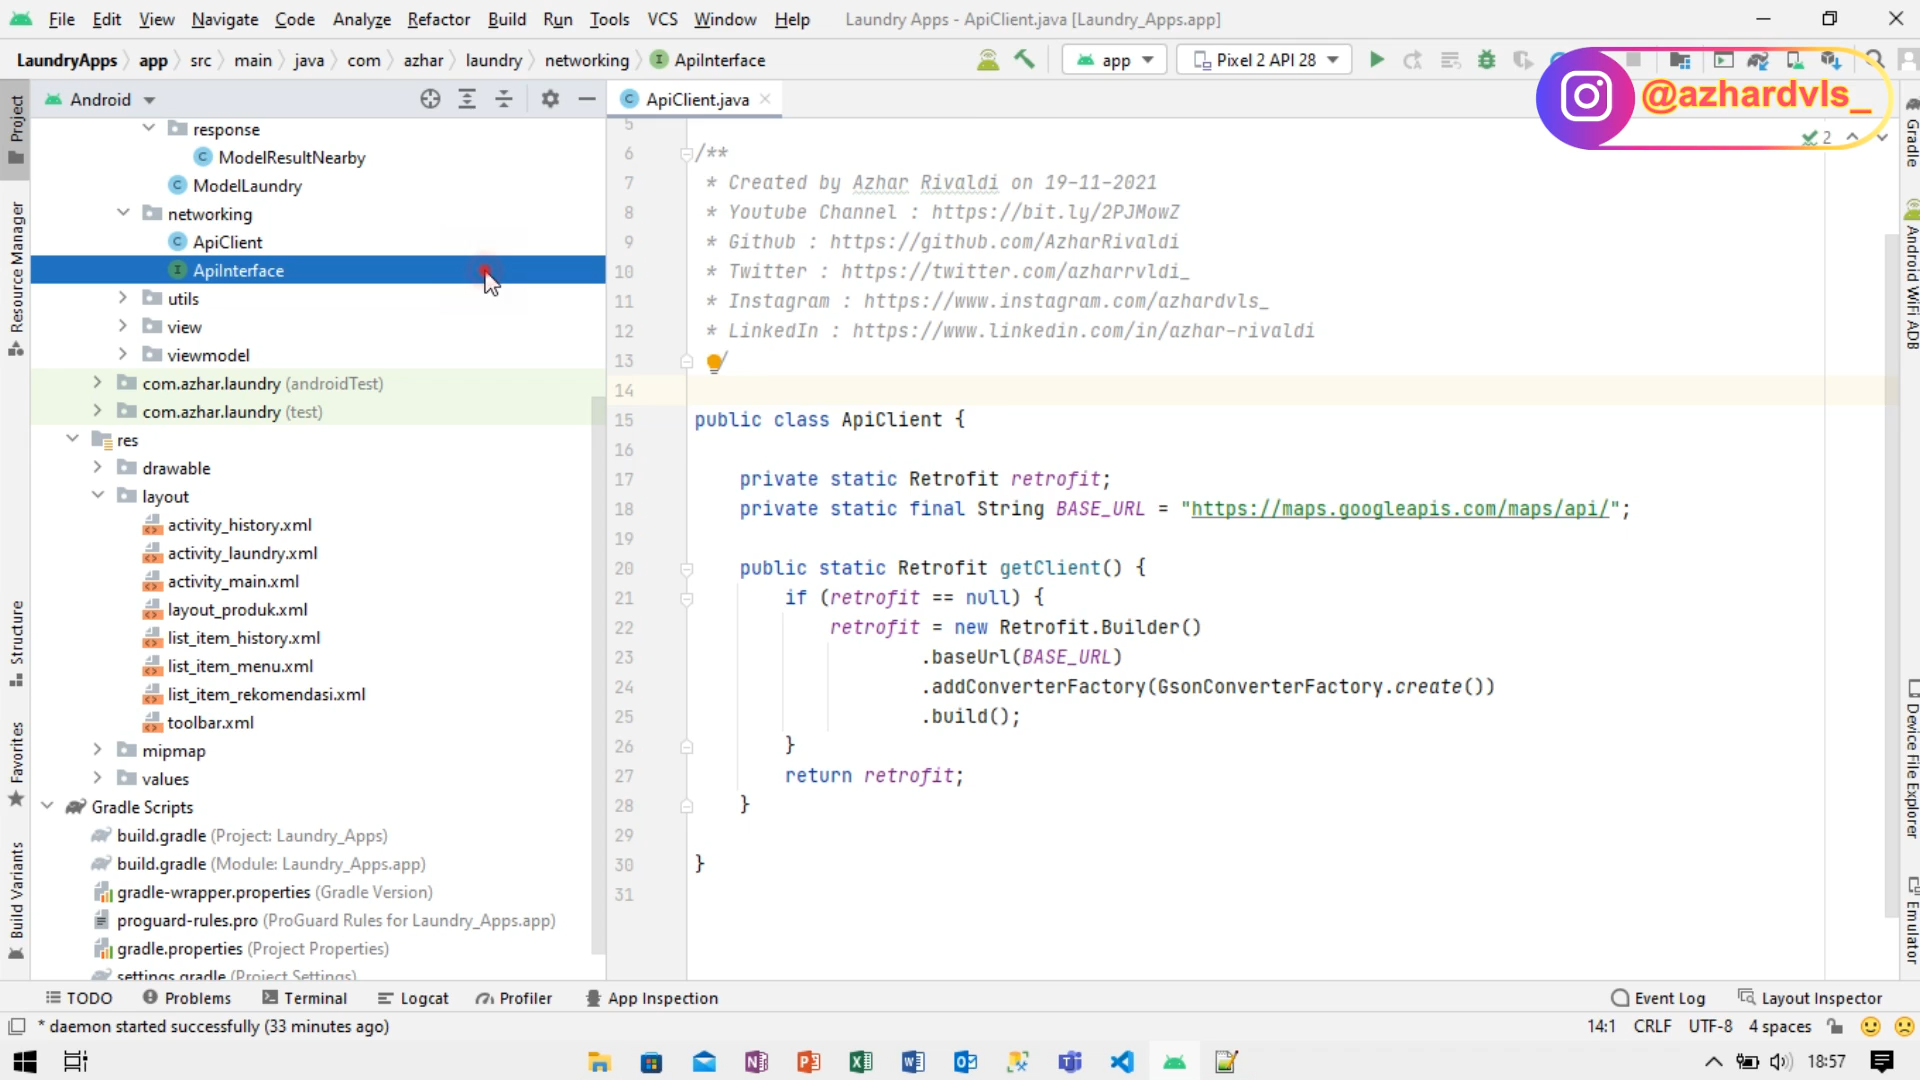 File Edit View Navigate Code Analyze Refactor Build Run Tools VCS Window Help Laundry Apps - ApiClient.java [Laundry_Apps.app]
LaundryApps app src main java com azhar laundry networking ApiInterface app Pixel 2 API 28
@azhardvls_
Project
Resource Manager
Structure
Favorites
Build Variants
Android
response
ModelResultNearby
ModelLaundry
networking
ApiClient
ApiInterface
utils
view
viewmodel
com.azhar.laundry (androidTest)
com.azhar.laundry (test)
res
drawable
layout
activity_history.xml
activity_laundry.xml
activity_main.xml
layout_produk.xml
list_item_history.xml
list_item_menu.xml
list_item_rekomendasi.xml
toolbar.xml
mipmap
values
Gradle Scripts
build.gradle (Project: Laundry_Apps)
build.gradle (Module: Laundry_Apps.app)
gradle-wrapper.properties (Gradle Version)
proguard-rules.pro (ProGuard Rules for Laundry_Apps.app)
gradle.properties (Project Properties)
settings.gradle (Project Settings)
ApiClient.java
2
5
6 /**
7 * Created by Azhar Rivaldi on 19-11-2021
8 * Youtube Channel : https://bit.ly/2PJMowZ
9 * Github : https://github.com/AzharRivaldi
10 * Twitter : https://twitter.com/azharrvldi_
11 * Instagram : https://www.instagram.com/azhardvls_
12 * LinkedIn : https://www.linkedin.com/in/azhar-rivaldi
13 /
14
15 public class ApiClient {
16
17 private static Retrofit retrofit;
18 private static final String BASE_URL = "https://maps.googleapis.com/maps/api/";
19
20 public static Retrofit getClient() {
21 if (retrofit == null) {
22 retrofit = new Retrofit.Builder()
23 .baseUrl(BASE_URL)
24 .addConverterFactory(GsonConverterFactory.create())
25 .build();
26 }
27 return retrofit;
28 }
29
30 }
31
Gradle
Android WiFi ADB
Device File Explorer
Emulator
TODO Problems Terminal Logcat Profiler App Inspection Event Log Layout Inspector
* daemon started successfully (33 minutes ago) 14:1 CRLF UTF-8 4 spaces
18:57